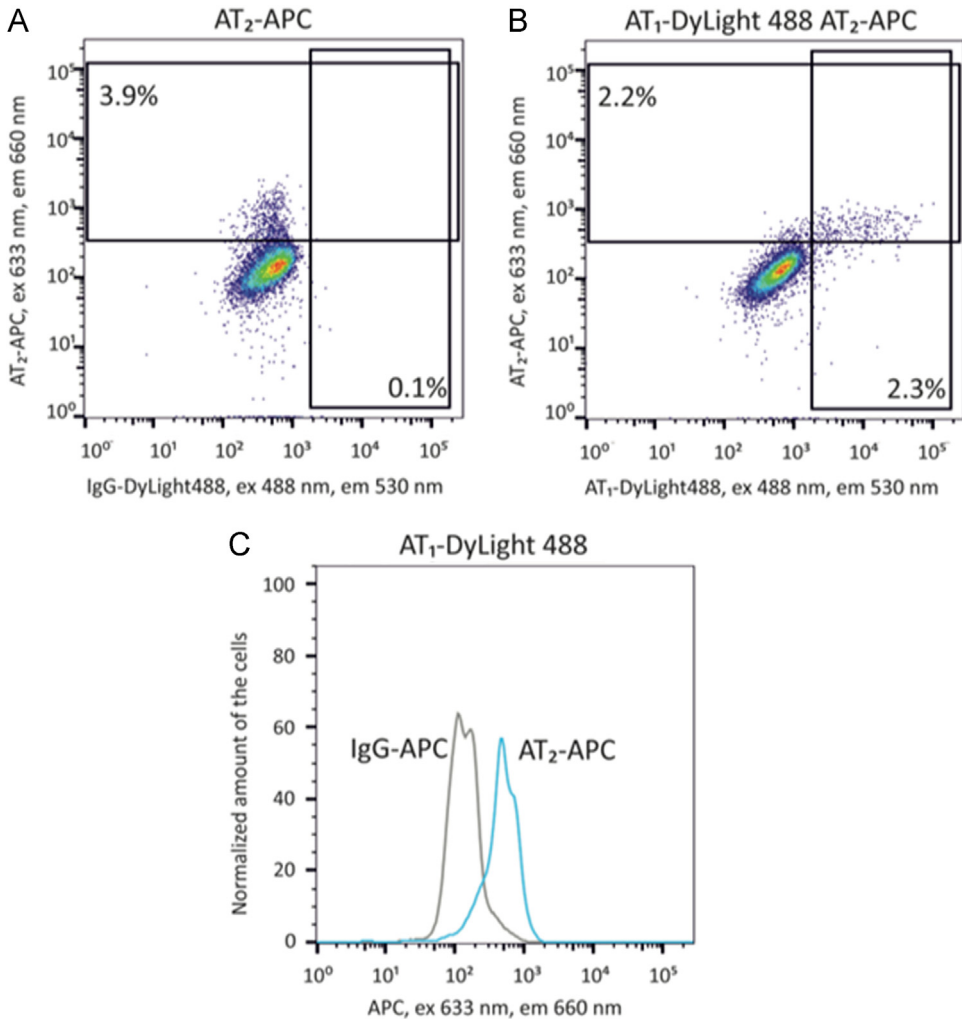 A
AT₂-APC
10⁵
10⁴
10³
10²
10¹
10⁰
3.9%
0.1%
AT₂-APC, ex 633 nm, em 660 nm
10⁰ 10¹ 10² 10³ 10⁴ 10⁵
IgG-DyLight488, ex 488 nm, em 530 nm
B
AT₁-DyLight 488 AT₂-APC
10⁵
10⁴
10³
10²
10¹
10⁰
2.2%
2.3%
AT₂-APC, ex 633 nm, em 660 nm
10⁰ 10¹ 10² 10³ 10⁴ 10⁵
AT₁-DyLight488, ex 488 nm, em 530 nm
C
AT₁-DyLight 488
100
80
60
40
20
0
Normalized amount of the cells
IgG-APC
AT₂-APC
10⁰ 10¹ 10² 10³ 10⁴ 10⁵
APC, ex 633 nm, em 660 nm